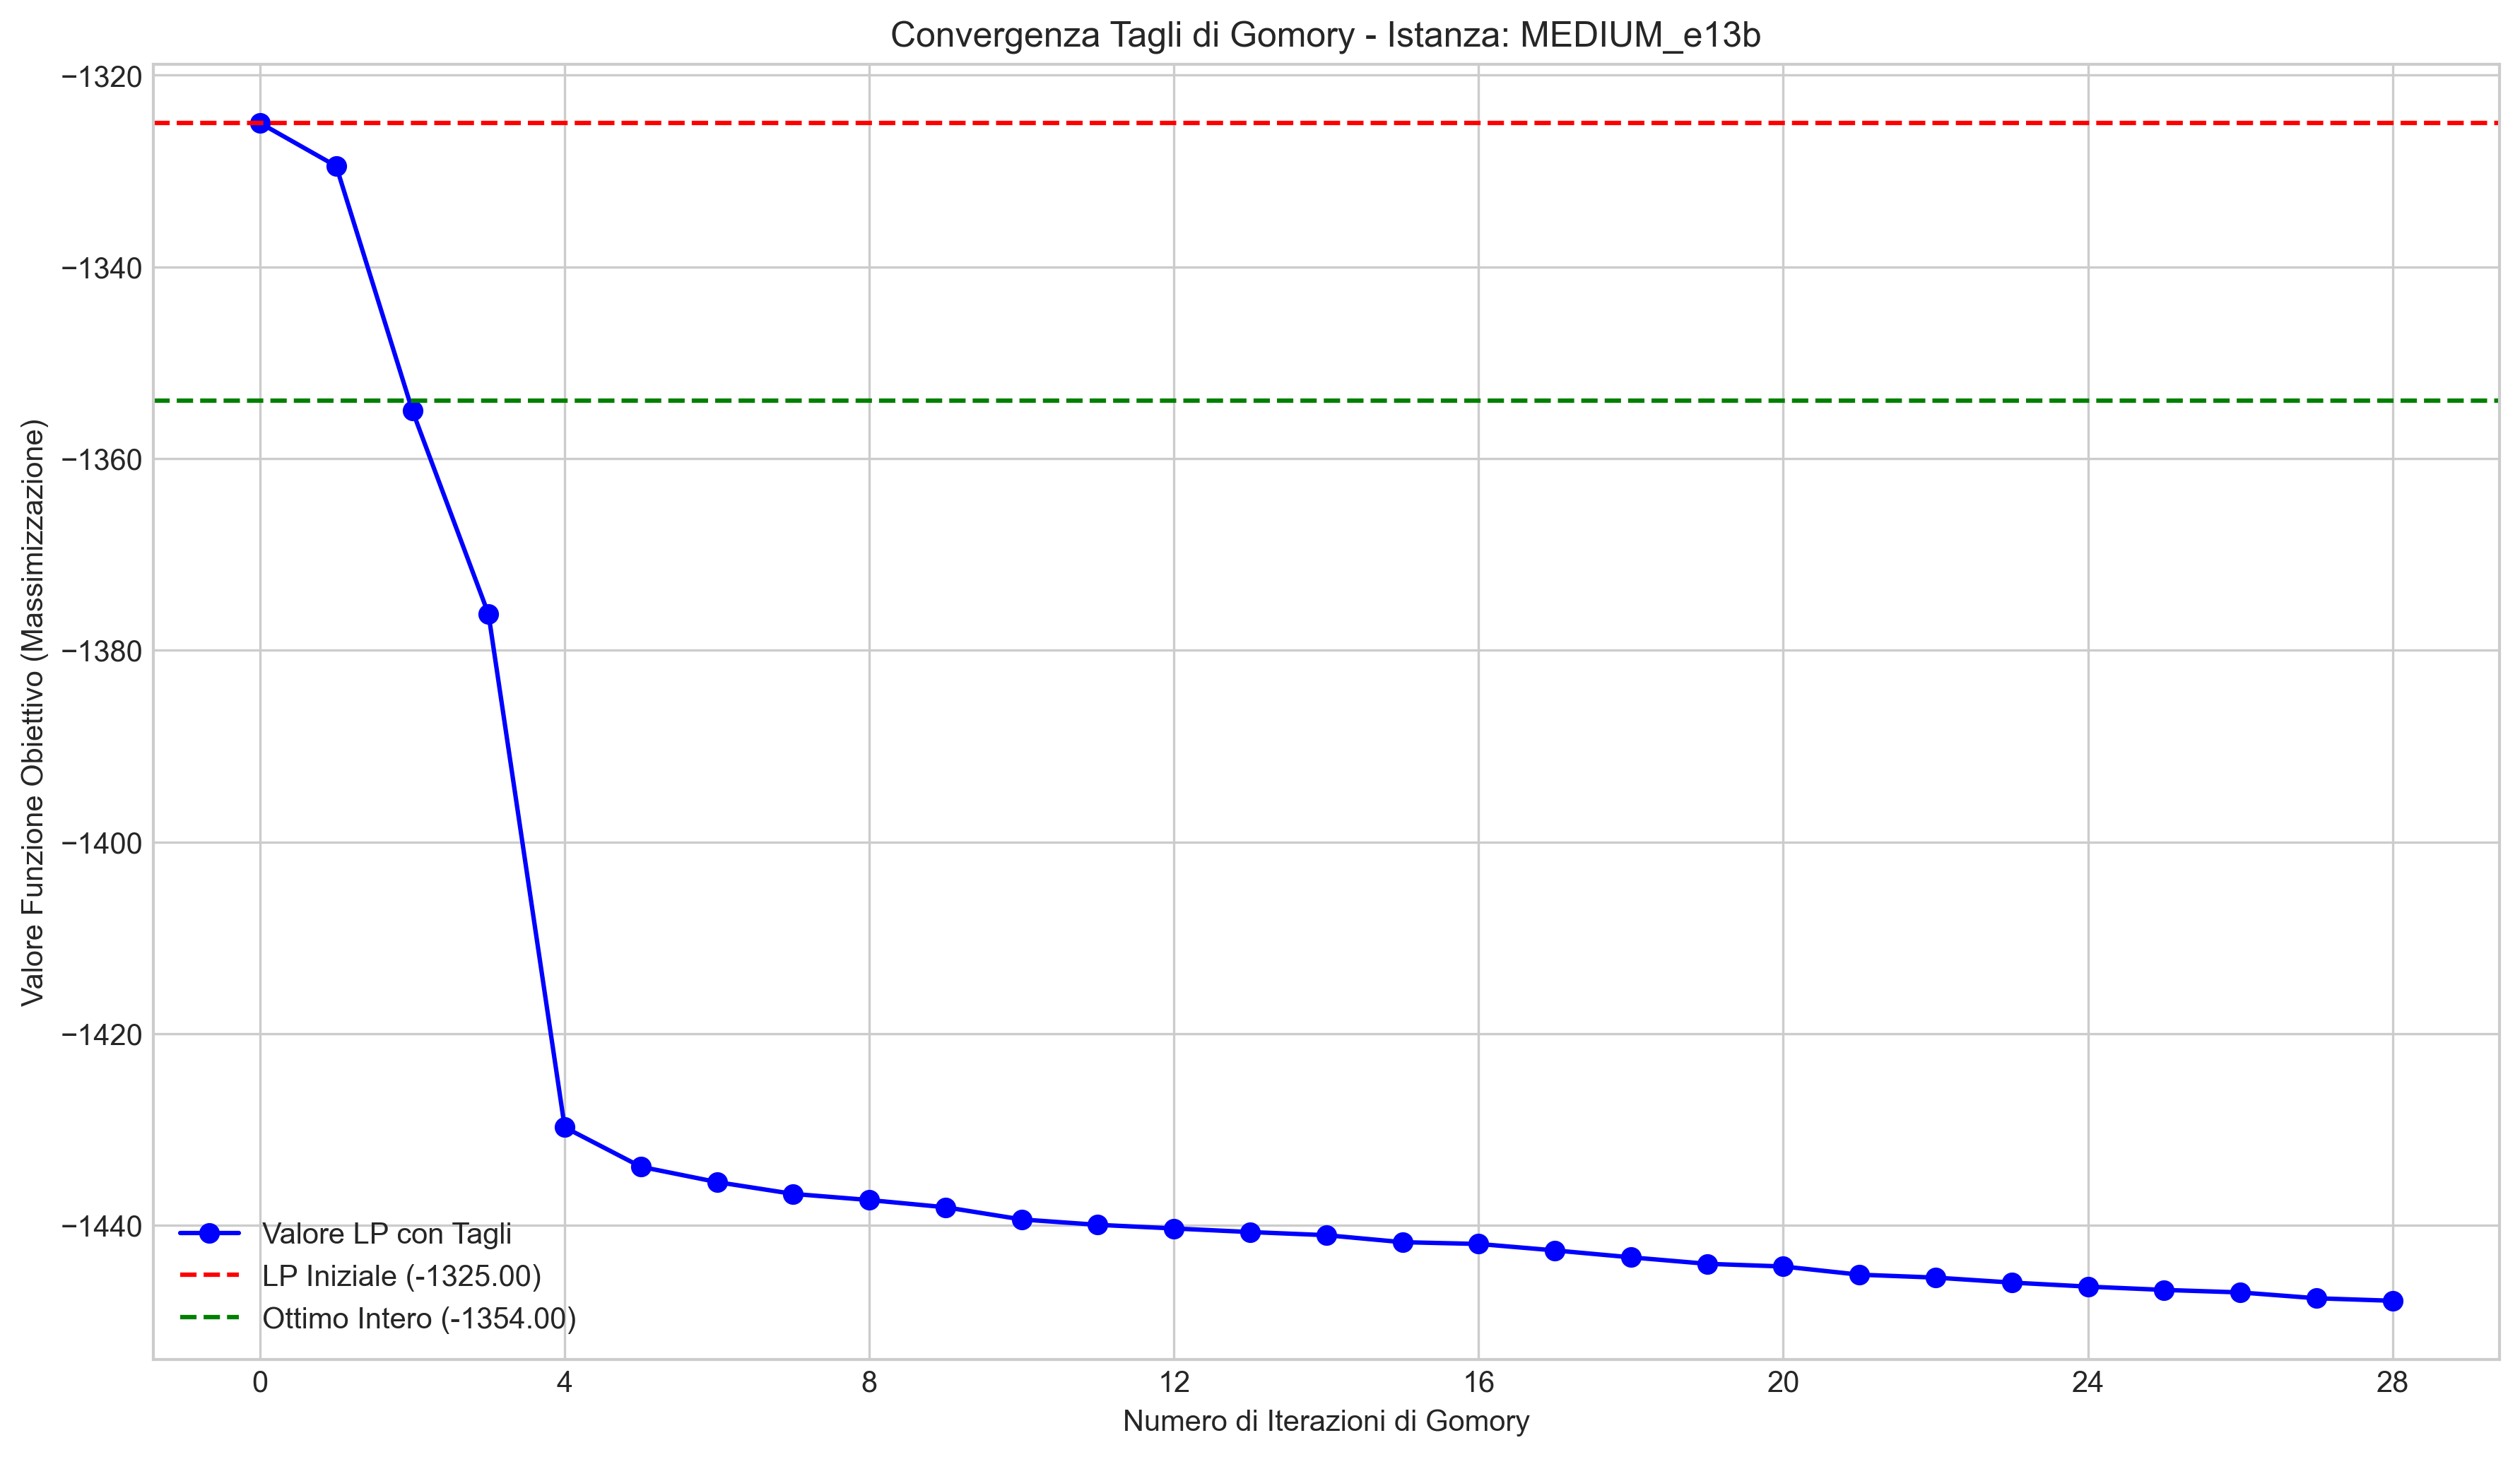 Convergenza Tagli di Gomory - Istanza: MEDIUM_e13b
Valore Funzione Obiettivo (Massimizzazione)
−1320
−1340
−1360
−1380
−1400
−1420
−1440
Valore LP con Tagli
LP Iniziale (-1325.00)
Ottimo Intero (-1354.00)
0 4 8 12 16 20 24 28
Numero di Iterazioni di Gomory